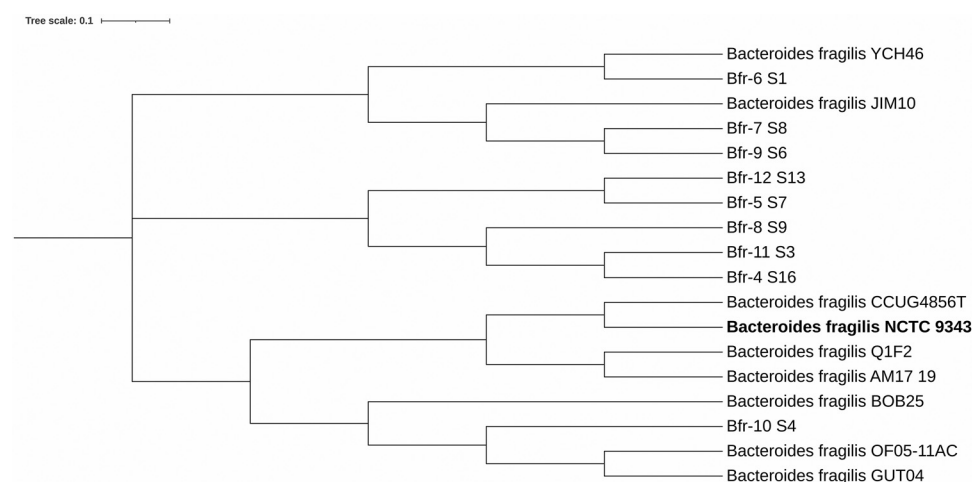 Tree scale: 0.1
Bacteroides fragilis YCH46
Bfr-6 S1
Bacteroides fragilis JIM10
Bfr-7 S8
Bfr-9 S6
Bfr-12 S13
Bfr-5 S7
Bfr-8 S9
Bfr-11 S3
Bfr-4 S16
Bacteroides fragilis CCUG4856T
Bacteroides fragilis NCTC 9343
Bacteroides fragilis Q1F2
Bacteroides fragilis AM17 19
Bacteroides fragilis BOB25
Bfr-10 S4
Bacteroides fragilis OF05-11AC
Bacteroides fragilis GUT04